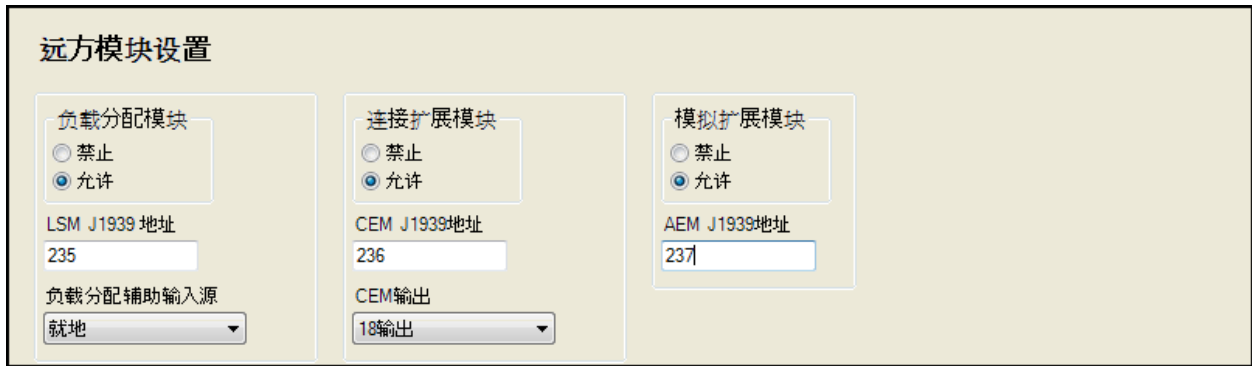 远方模块设置
负载分配模块
禁止
允许
LSM J1939 地址
235
负载分配辅助输入源
就地
连接扩展模块
禁止
允许
CEM J1939地址
236
CEM输出
18输出
模拟扩展模块
禁止
允许
AEM J1939地址
237